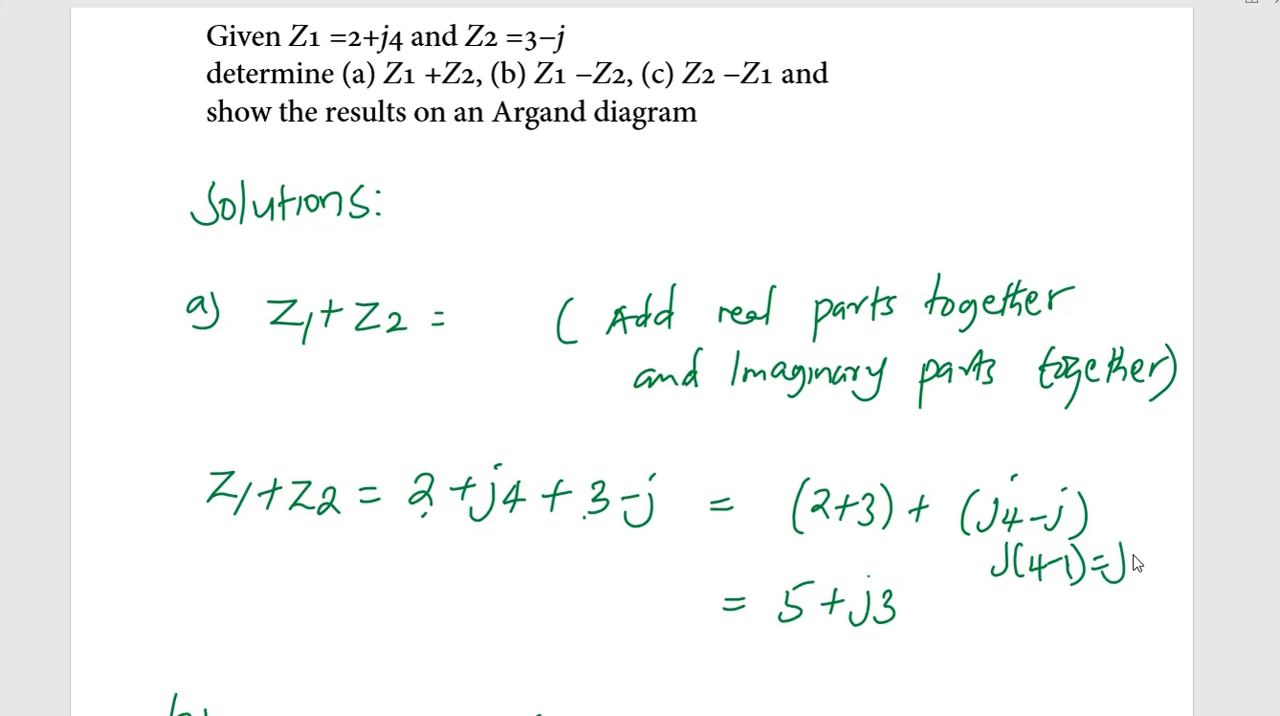 Given Z1 =2+j4 and Z2 =3−j
determine (a) Z1 +Z2, (b) Z1 −Z2, (c) Z2 −Z1 and
show the results on an Argand diagram
Solutions:
a) Z1+Z2 = ( Add real parts together
and Imaginary parts together)
Z1+Z2 = 2+j4+3-j = (2+3)+(j4-j)
J(4-1)=J
= 5+j3